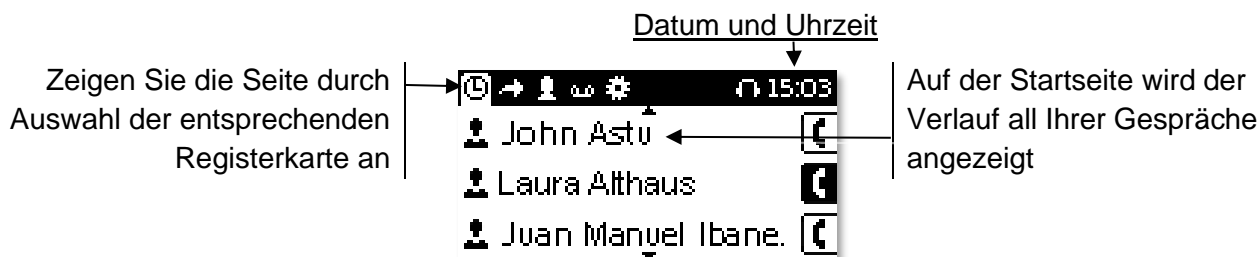 Datum und Uhrzeit
Zeigen Sie die Seite durch
Auswahl der entsprechenden
Registerkarte an
15:03
John Astu
Laura Althaus
Juan Manuel Ibane.
Auf der Startseite wird der
Verlauf all Ihrer Gespräche
angezeigt